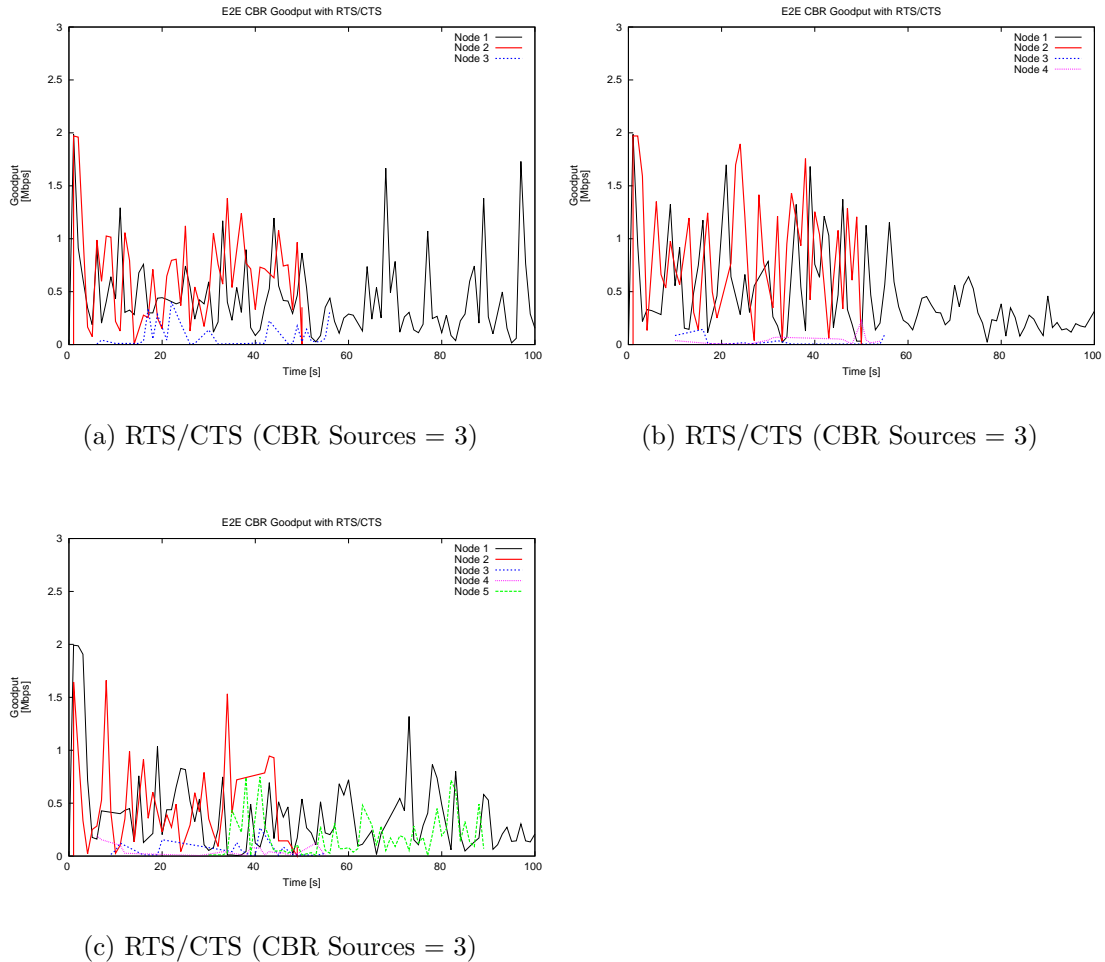 E2E CBR Goodput with RTS/CTS
3
2.5
2
1.5
1
0.5
0
Goodput
[Mbps]
0 20 40 60 80 100
Time [s]
Node 1
Node 2
Node 3
(a) RTS/CTS (CBR Sources = 3)
E2E CBR Goodput with RTS/CTS
3
2.5
2
1.5
1
0.5
0
Goodput
[Mbps]
0 20 40 60 80 100
Time [s]
Node 1
Node 2
Node 3
Node 4
(b) RTS/CTS (CBR Sources = 3)
E2E CBR Goodput with RTS/CTS
3
2.5
2
1.5
1
0.5
0
Goodput
[Mbps]
0 20 40 60 80 100
Time [s]
Node 1
Node 2
Node 3
Node 4
Node 5
(c) RTS/CTS (CBR Sources = 3)